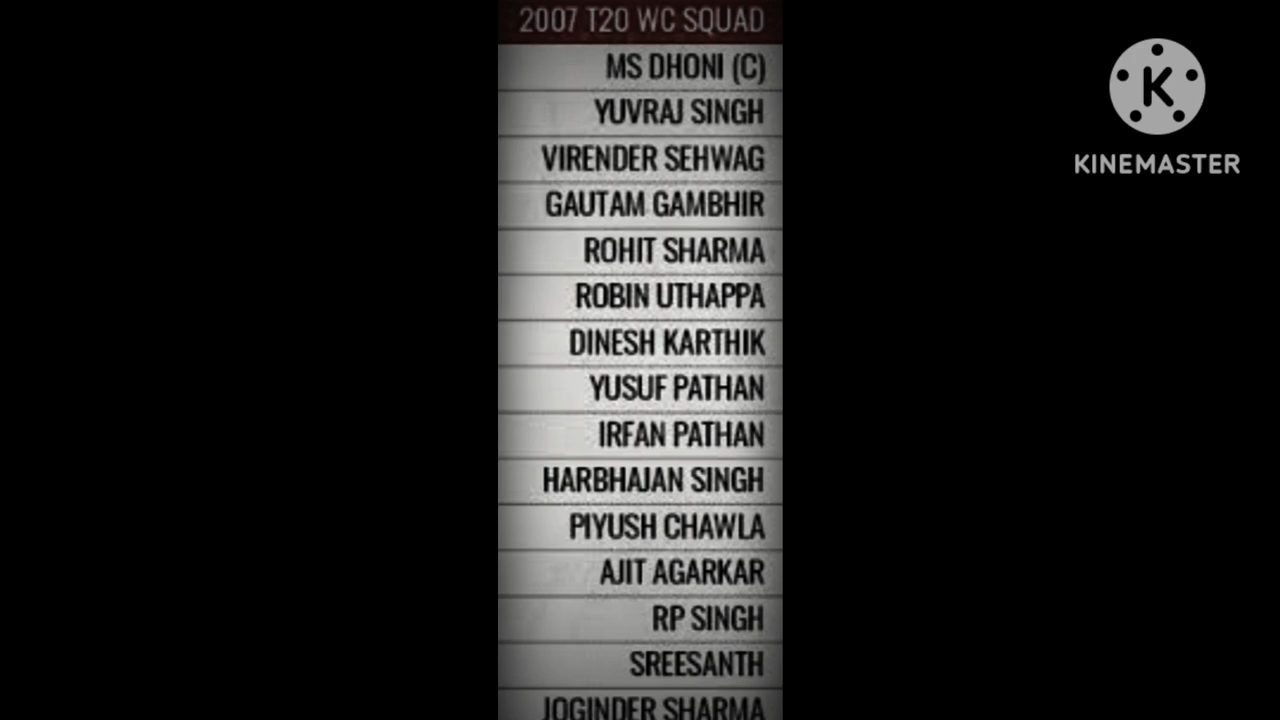 2007 T20 WC SQUAD
MS DHONI (C)
YUVRAJ SINGH
VIRENDER SEHWAG
GAUTAM GAMBHIR
ROHIT SHARMA
ROBIN UTHAPPA
DINESH KARTHIK
YUSUF PATHAN
IRFAN PATHAN
HARBHAJAN SINGH
PIYUSH CHAWLA
AJIT AGARKAR
RP SINGH
SREESANTH
JOGINDER SHARMA
K
KINEMASTER